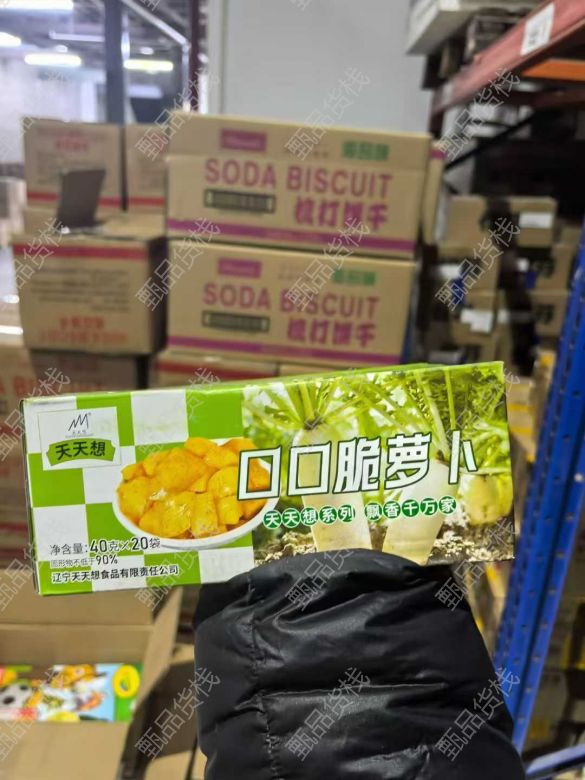 SODA BISCUIT
梳打饼干
SODA BISCUIT
梳打饼干
天天想
口口脆萝卜
天天想系列 飘香千万家
净含量:40克×20袋
固形物不低于90%
辽宁天天想食品有限责任公司
甄品货栈